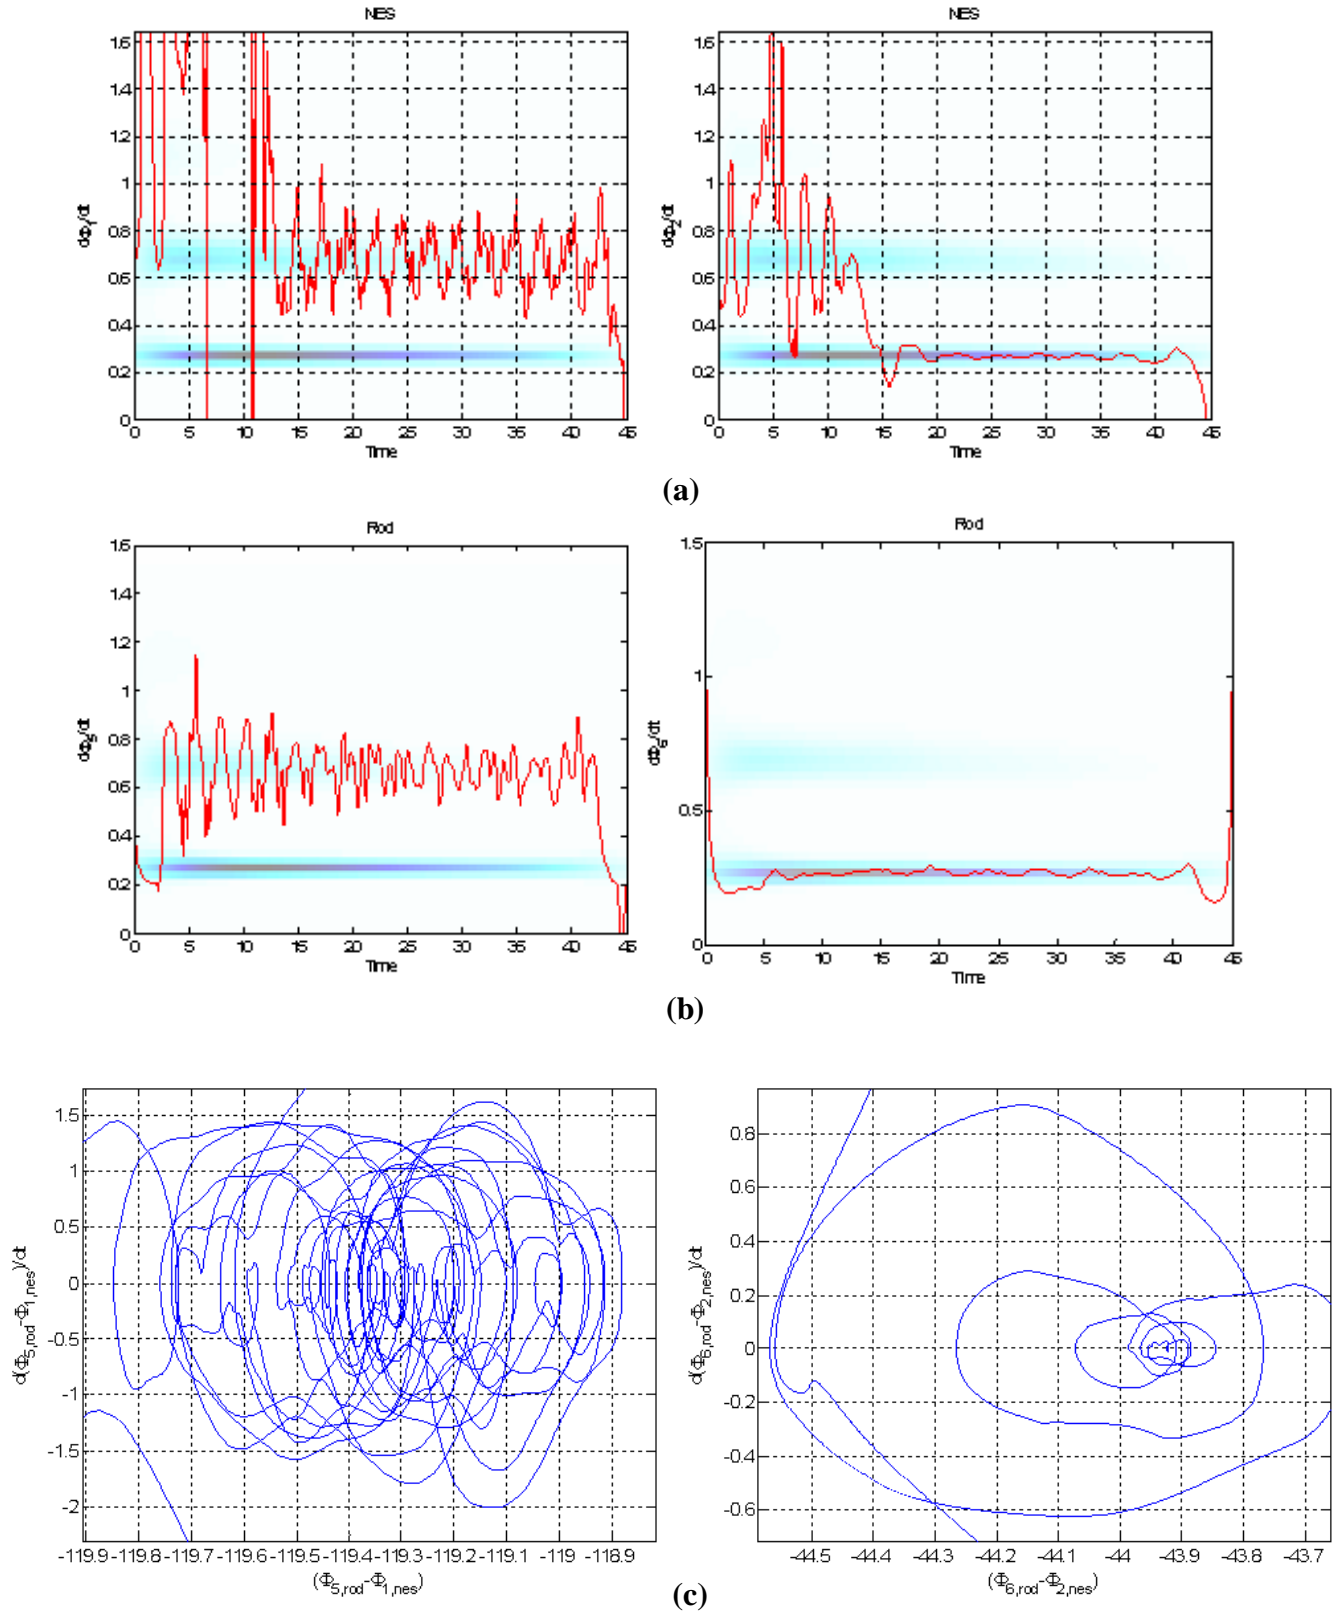 NES
1.6
1.4
1.2
1
0.8
0.6
0.4
0.2
0
dΦ1/dt
0 5 10 15 20 25 30 35 40 45
Time
NES
1.6
1.4
1.2
1
0.8
0.6
0.4
0.2
0
dΦ2/dt
0 5 10 15 20 25 30 35 40 45
Time
(a)
Rod
1.6
1.4
1.2
1
0.8
0.6
0.4
0.2
0
dΦ5/dt
0 5 10 15 20 25 30 35 40 45
Time
Rod
1.5
1
0.5
0
dΦ6/dt
0 5 10 15 20 25 30 35 40 45
Time
(b)
1.5
1
0.5
0
-0.5
-1
-1.5
-2
d(Φ5,rod-Φ1,nes)/dt
-119.9 -119.8 -119.7 -119.6 -119.5 -119.4 -119.3 -119.2 -119.1 -119 -118.9
(Φ5,rod-Φ1,nes)
0.8
0.6
0.4
0.2
0
-0.2
-0.4
-0.6
d(Φ6,rod-Φ2,nes)/dt
-44.5 -44.4 -44.3 -44.2 -44.1 -44 -43.9 -43.8 -43.7
(Φ6,rod-Φ2,nes)
(c)